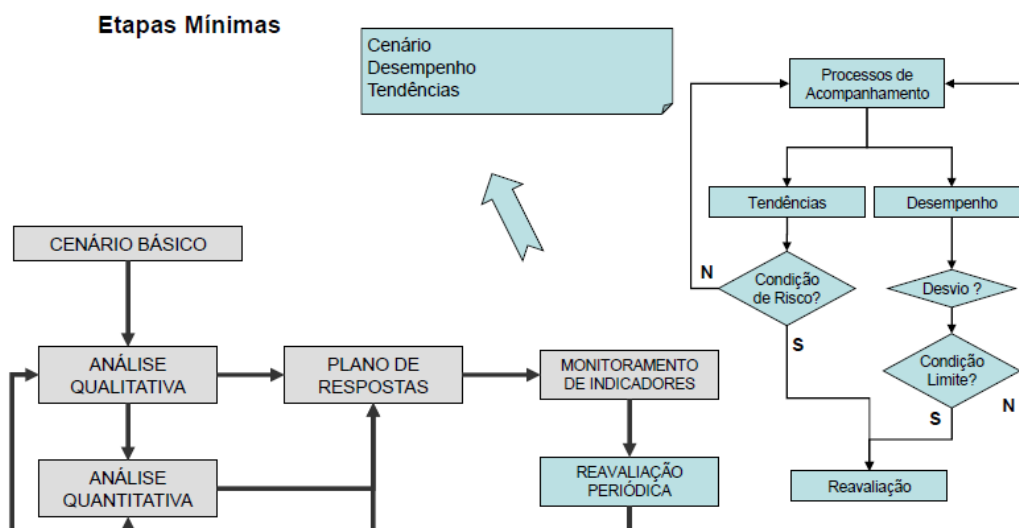 Etapas Mínimas
Cenário
Desempenho
Tendências
Processos de
Acompanhamento
Tendências
Desempenho
CENÁRIO BÁSICO
N
Condição
de Risco?
Desvio ?
S
ANÁLISE
QUALITATIVA
PLANO DE
RESPOSTAS
MONITORAMENTO
DE INDICADORES
Condição
Limite?
S
N
ANÁLISE
QUANTITATIVA
REAVALIAÇÃO
PERIÓDICA
Reavaliação